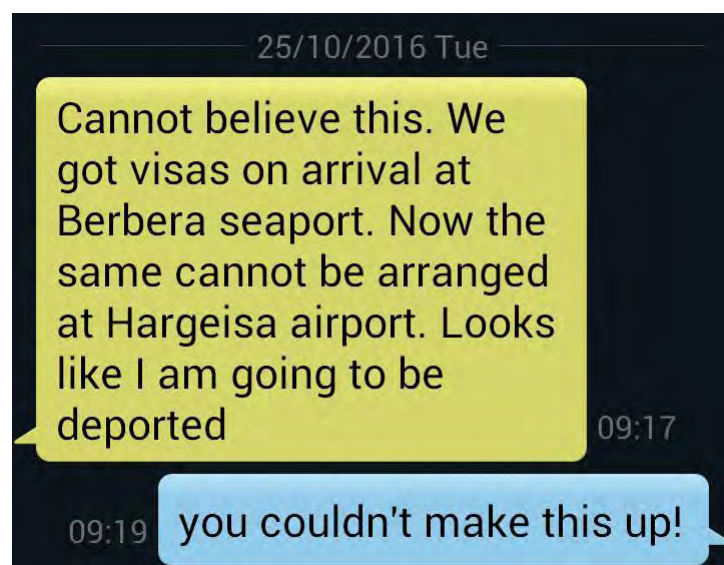 25/10/2016 Tue
Cannot believe this. We
got visas on arrival at
Berbera seaport. Now the
same cannot be arranged
at Hargeisa airport. Looks
like I am going to be
deported
09:17
09:19
you couldn't make this up!